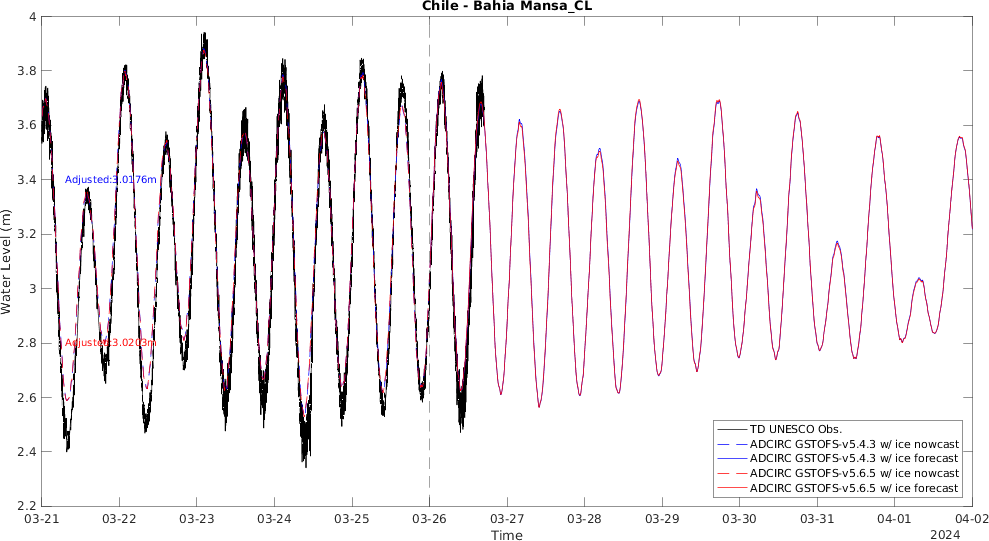 Chile - Bahia Mansa_CL
4
3.8
3.6
3.4
3.2
3
2.8
2.6
2.4
2.2
Water Level (m)
Adjusted:3.0176m
Adjusted:3.0203m
TD UNESCO Obs.
ADCIRC GSTOFS-v5.4.3 w/ ice nowcast
ADCIRC GSTOFS-v5.4.3 w/ ice forecast
ADCIRC GSTOFS-v5.6.5 w/ ice nowcast
ADCIRC GSTOFS-v5.6.5 w/ ice forecast
03-21 03-22 03-23 03-24 03-25 03-26 03-27 03-28 03-29 03-30 03-31 04-01 04-02
Time
2024